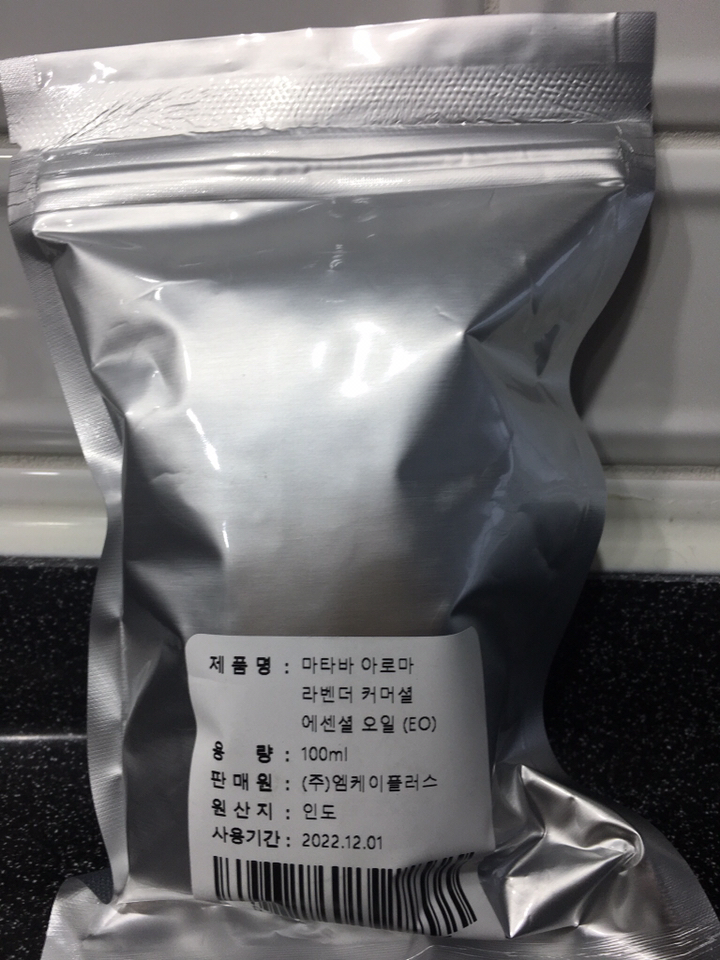 제품명 : 마타바 아로마
라벤더 커머셜
에센셜 오일 (EO)
용 량 : 100ml
판매원 : (주)엠케이플러스
원산지 : 인도
사용기간 : 2022.12.01